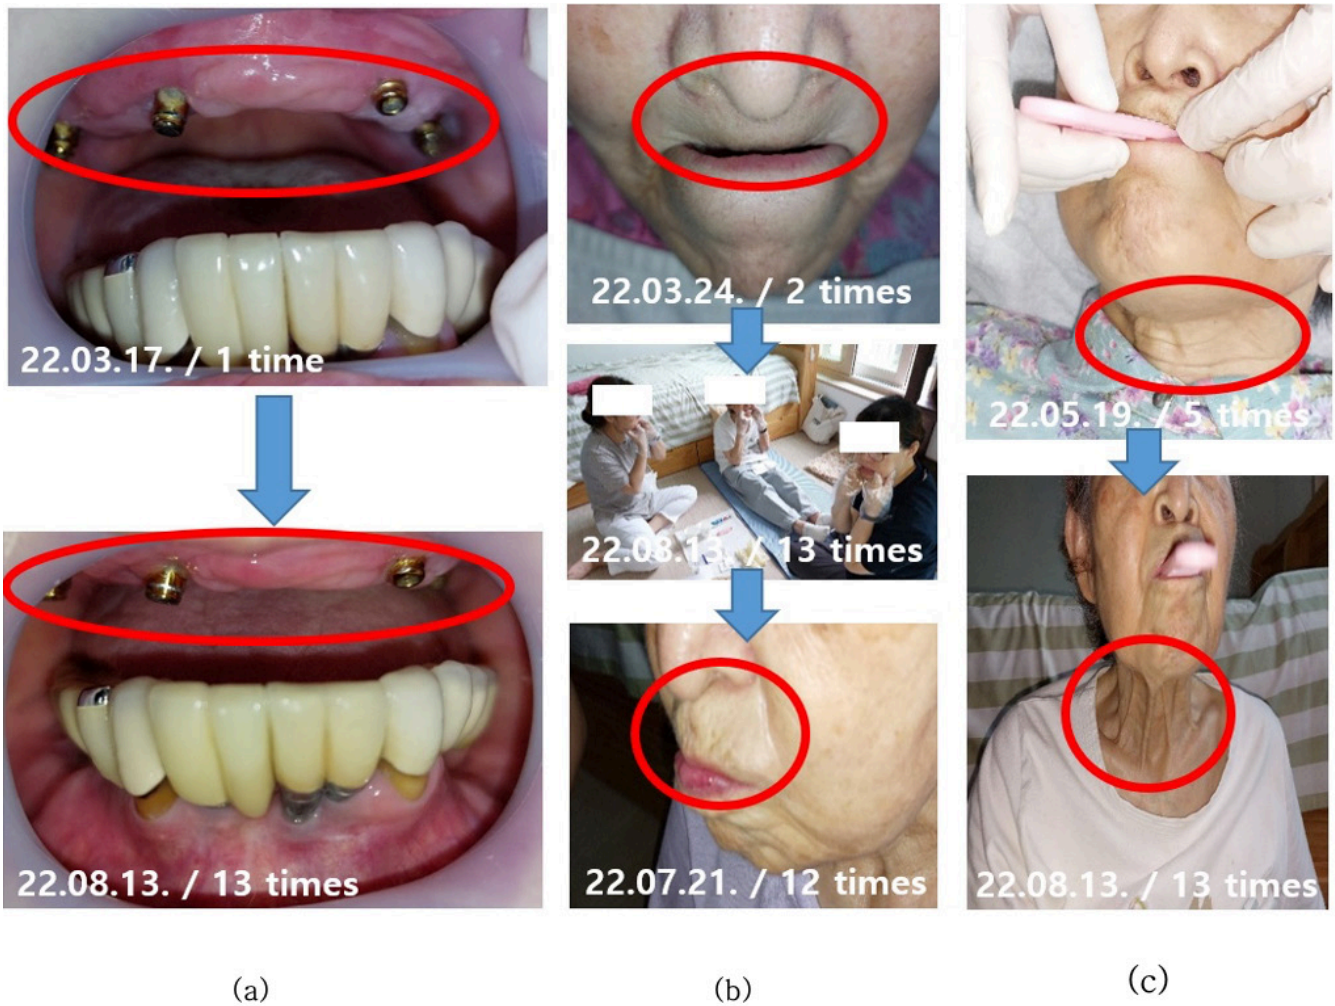 22.03.17. / 1 time
22.08.13. / 13 times
(a)
22.03.24. / 2 times
22.08.13. / 13 times
22.07.21. / 12 times
(b)
22.05.19. / 5 times
22.08.13. / 13 times
(c)